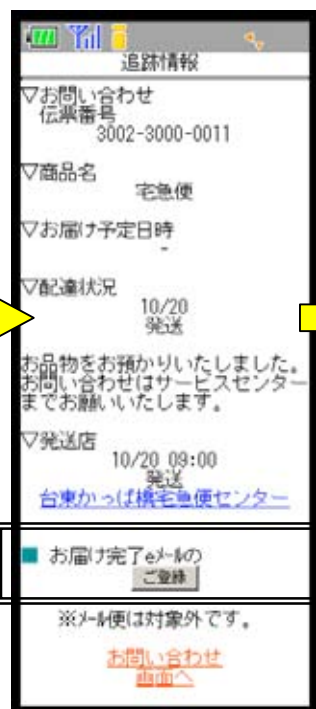 追跡情報
▽お問い合わせ
伝票番号
3002-3000-0011
▽商品名
宅急便
▽お届け予定日時
-
▽配達状況
10/20
発送
お品物をお預かりいたしました。
お問い合わせはサービスセンター
までお願いいたします。
▽発送店
10/20 09:00
発送
台東かっぱ橋宅急便センター
■ お届け完了eメールの
ご登録
※メール便は対象外です。
お問い合わせ
画面へ